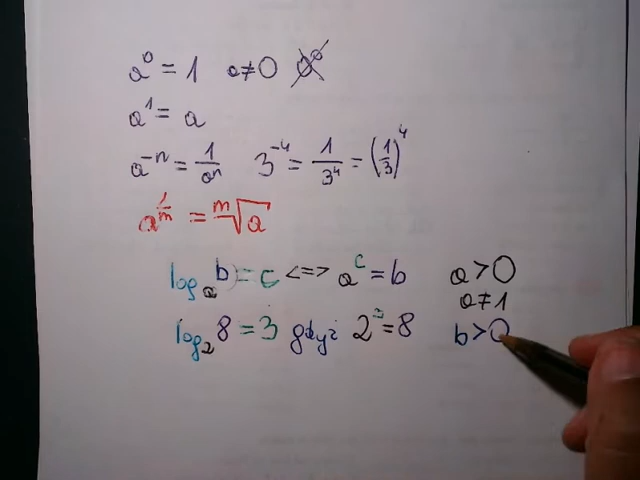 a⁰ = 1 a≠0 0⁰
a¹ = a
a⁻ⁿ = 1/aⁿ 3⁻⁴ = 1/3⁴ = (1/3)⁴
a^(1/m) = ᵐ√a
logₐ b = c <=> aᶜ = b a>0
a≠1
log₂ 8 = 3 gdyż 2³ = 8 b>0